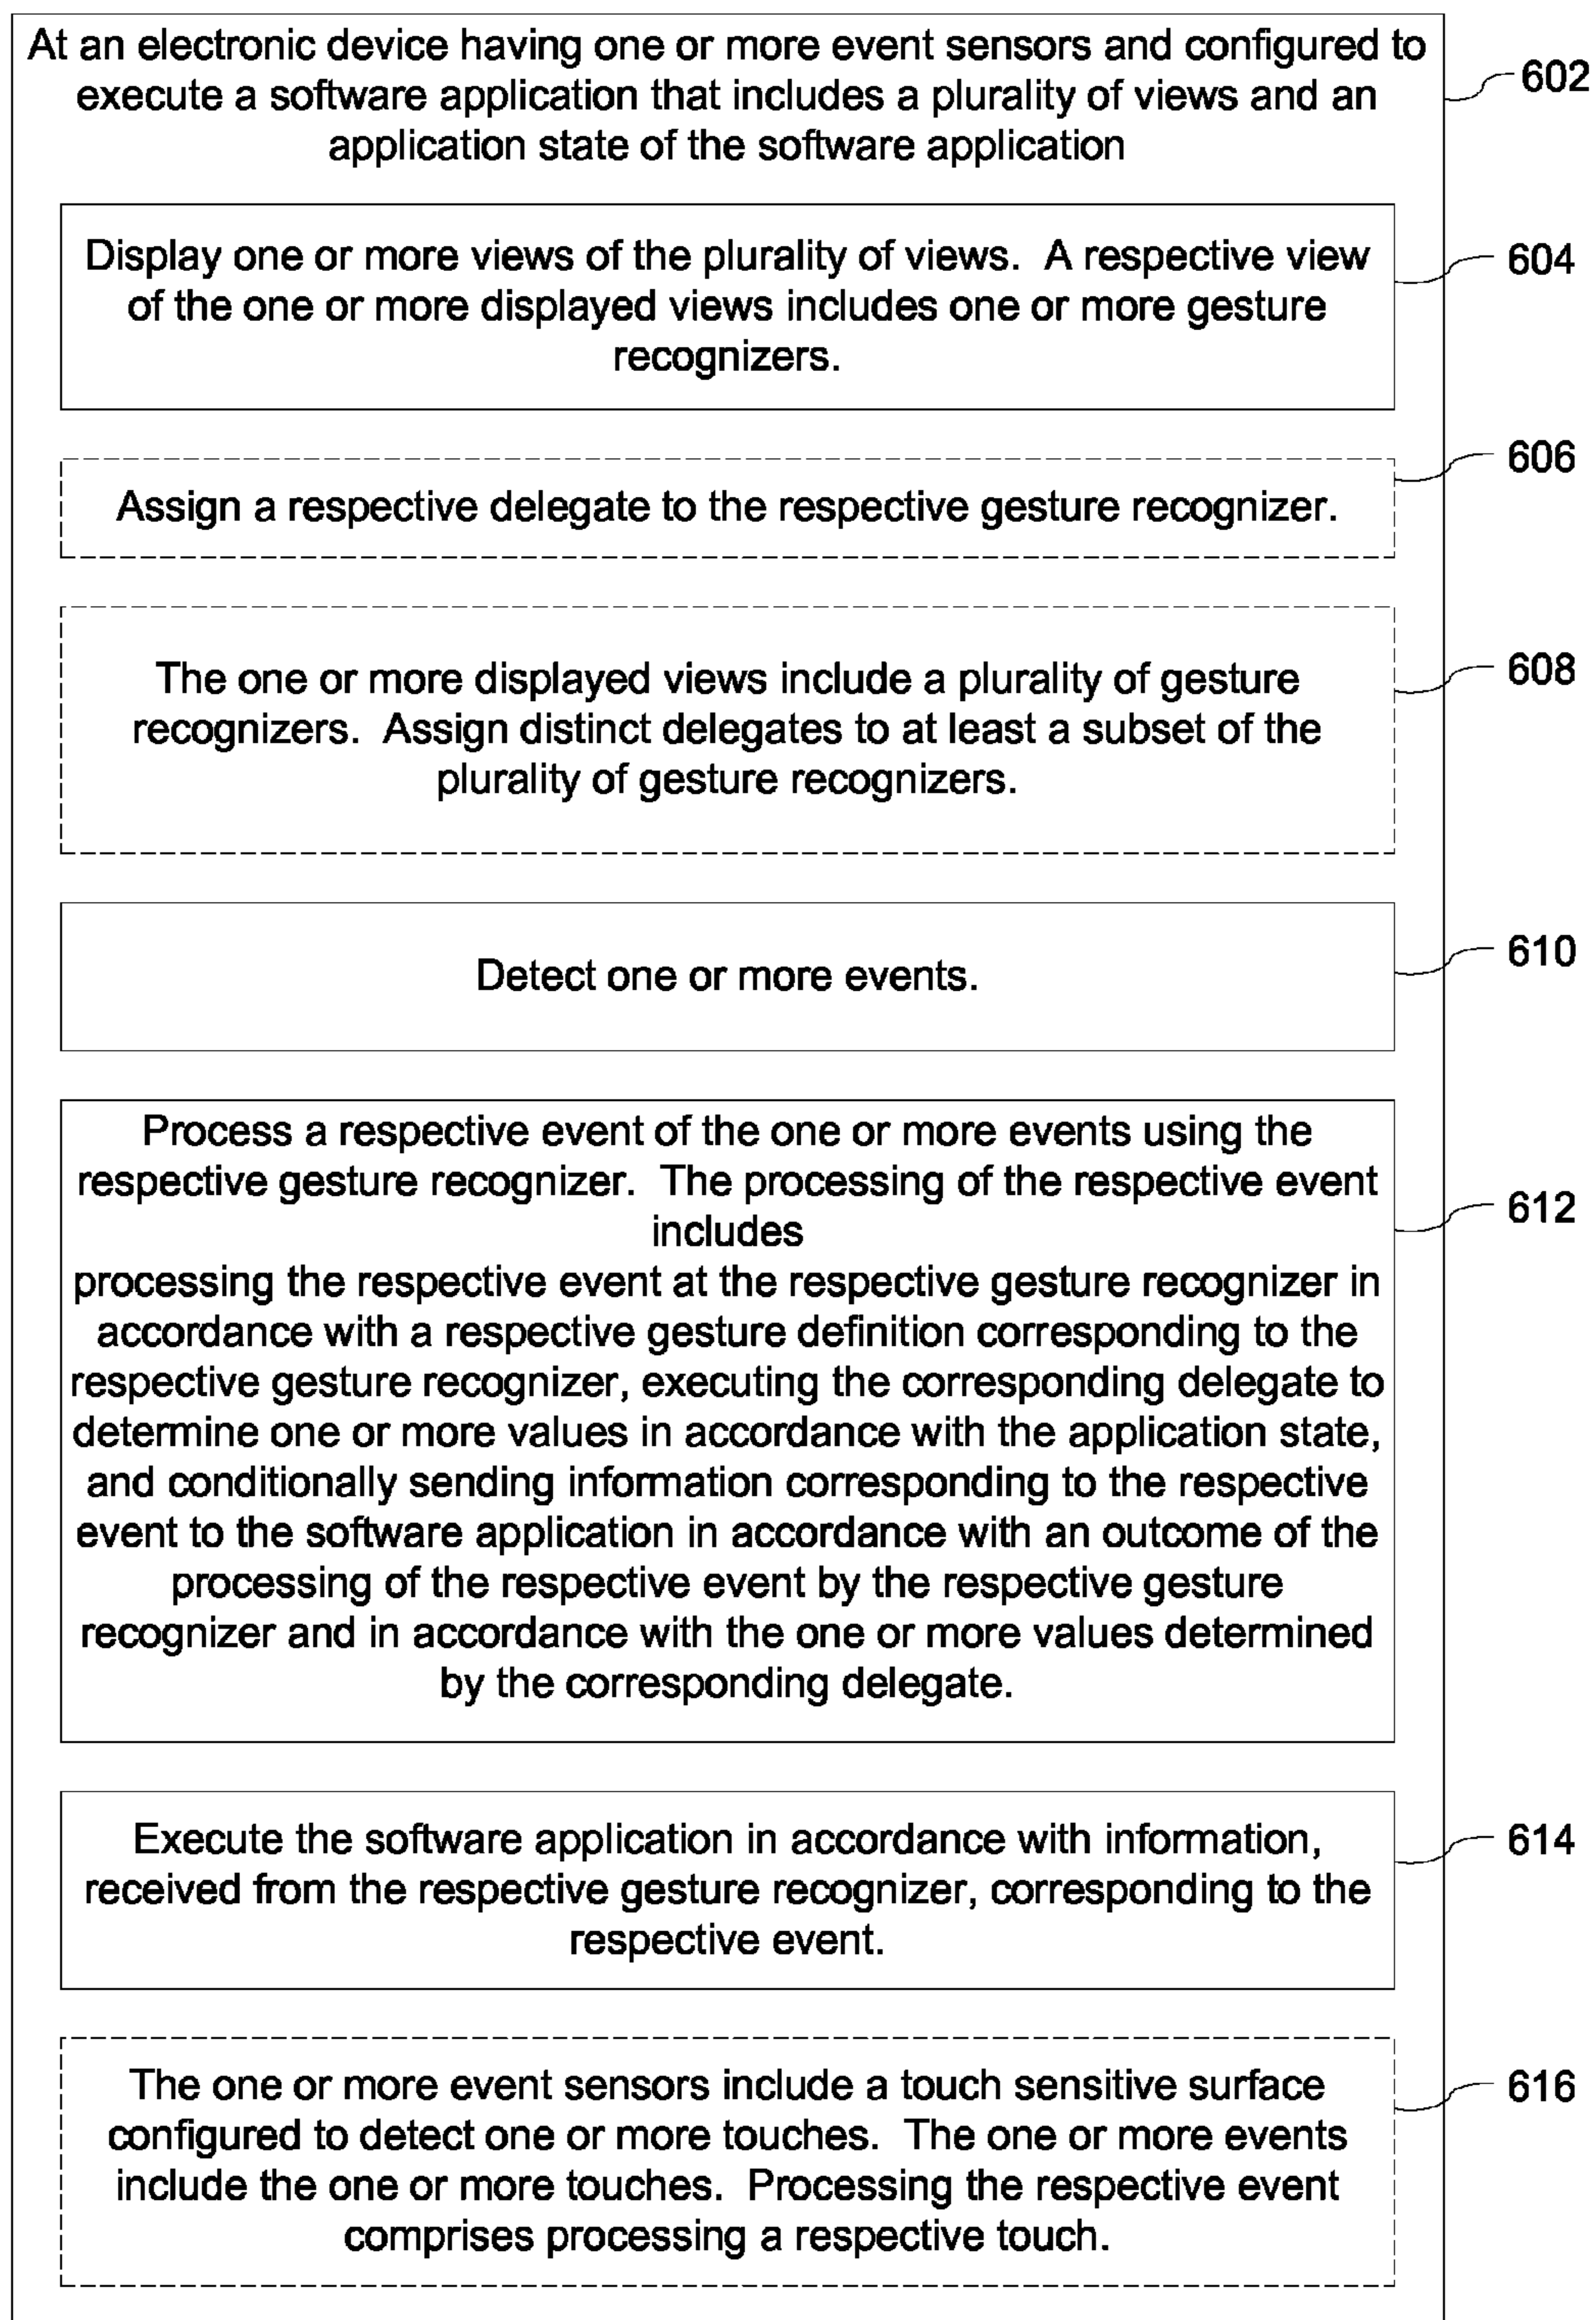 At an electronic device having one or more event sensors and configured to
execute a software application that includes a plurality of views and an
application state of the software application
602
Display one or more views of the plurality of views. A respective view
of the one or more displayed views includes one or more gesture
recognizers.
604
Assign a respective delegate to the respective gesture recognizer.
606
The one or more displayed views include a plurality of gesture
recognizers. Assign distinct delegates to at least a subset of the
plurality of gesture recognizers.
608
Detect one or more events.
610
Process a respective event of the one or more events using the
respective gesture recognizer. The processing of the respective event
includes
processing the respective event at the respective gesture recognizer in
accordance with a respective gesture definition corresponding to the
respective gesture recognizer, executing the corresponding delegate to
determine one or more values in accordance with the application state,
and conditionally sending information corresponding to the respective
event to the software application in accordance with an outcome of the
processing of the respective event by the respective gesture
recognizer and in accordance with the one or more values determined
by the corresponding delegate.
612
Execute the software application in accordance with information,
received from the respective gesture recognizer, corresponding to the
respective event.
614
The one or more event sensors include a touch sensitive surface
configured to detect one or more touches. The one or more events
include the one or more touches. Processing the respective event
comprises processing a respective touch.
616